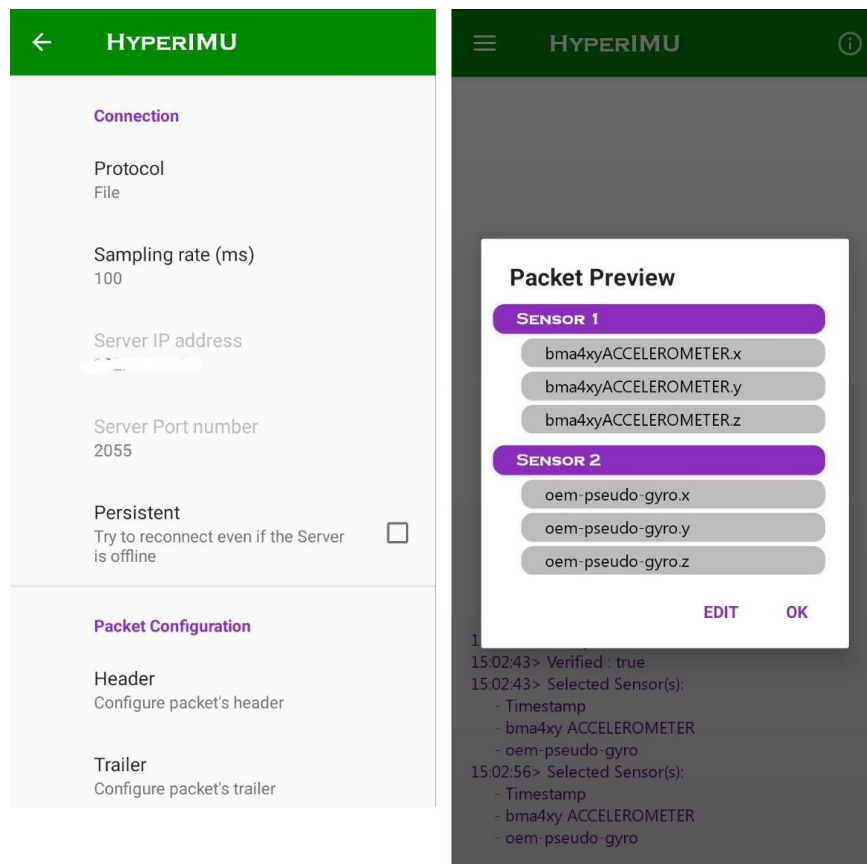 HYPERIMU
Connection
Protocol
File
Sampling rate (ms)
100
Server IP address
Server Port number
2055
Persistent
Try to reconnect even if the Server
is offline
Packet Configuration
Header
Configure packet's header
Trailer
Configure packet's trailer
HYPERIMU
Packet Preview
SENSOR 1
bma4xyACCELEROMETER.x
bma4xyACCELEROMETER.y
bma4xyACCELEROMETER.z
SENSOR 2
oem-pseudo-gyro.x
oem-pseudo-gyro.y
oem-pseudo-gyro.z
EDIT OK
15:02:43> Verified : true
15:02:43> Selected Sensor(s):
- Timestamp
- bma4xy ACCELEROMETER
- oem-pseudo-gyro
15:02:56> Selected Sensor(s):
- Timestamp
- bma4xy ACCELEROMETER
- oem-pseudo-gyro